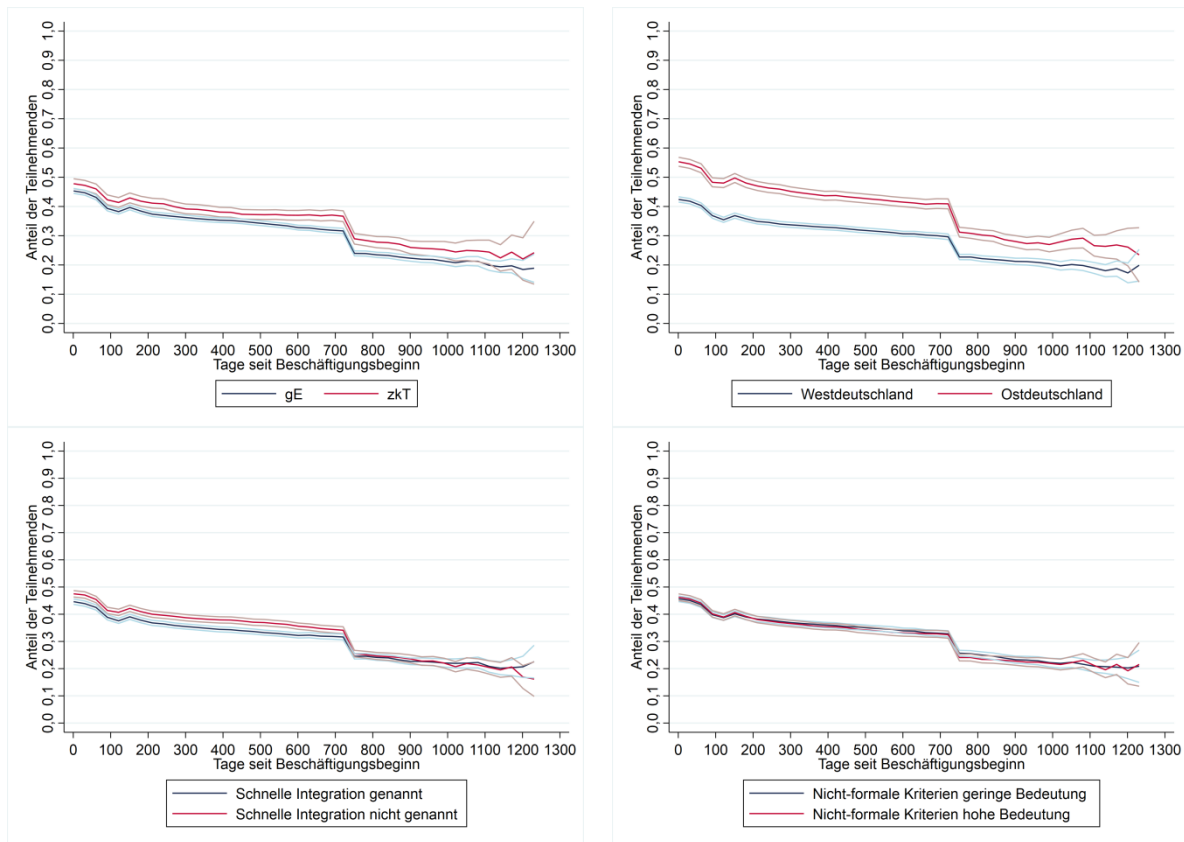 Anteil der Teilnehmenden
1,0
0,9
0,8
0,7
0,6
0,5
0,4
0,3
0,2
0,1
0,0
0 100 200 300 400 500 600 700 800 900 1000 1100 1200 1300
Tage seit Beschäftigungsbeginn
gE zkT
Anteil der Teilnehmenden
1,0
0,9
0,8
0,7
0,6
0,5
0,4
0,3
0,2
0,1
0,0
0 100 200 300 400 500 600 700 800 900 1000 1100 1200 1300
Tage seit Beschäftigungsbeginn
Westdeutschland Ostdeutschland
Anteil der Teilnehmenden
1,0
0,9
0,8
0,7
0,6
0,5
0,4
0,3
0,2
0,1
0,0
0 100 200 300 400 500 600 700 800 900 1000 1100 1200 1300
Tage seit Beschäftigungsbeginn
Schnelle Integration genannt
Schnelle Integration nicht genannt
Anteil der Teilnehmenden
1,0
0,9
0,8
0,7
0,6
0,5
0,4
0,3
0,2
0,1
0,0
0 100 200 300 400 500 600 700 800 900 1000 1100 1200 1300
Tage seit Beschäftigungsbeginn
Nicht-formale Kriterien geringe Bedeutung
Nicht-formale Kriterien hohe Bedeutung